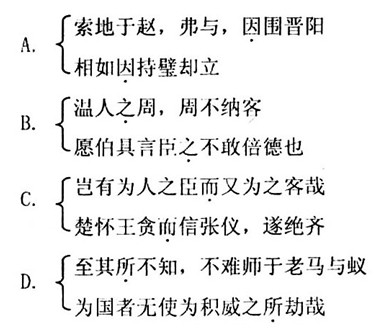 A. 索地于赵，弗与，因围晋阳
相如因持璧却立
B. 温人之周，周不纳客
愿伯具言臣之不敢倍德也
C. 岂有为人之臣而又为之客哉
楚怀王贪而信张仪，遂绝齐
D. 至其所不知，不难师于老马与蚁
为国者无使为积威之所劫哉